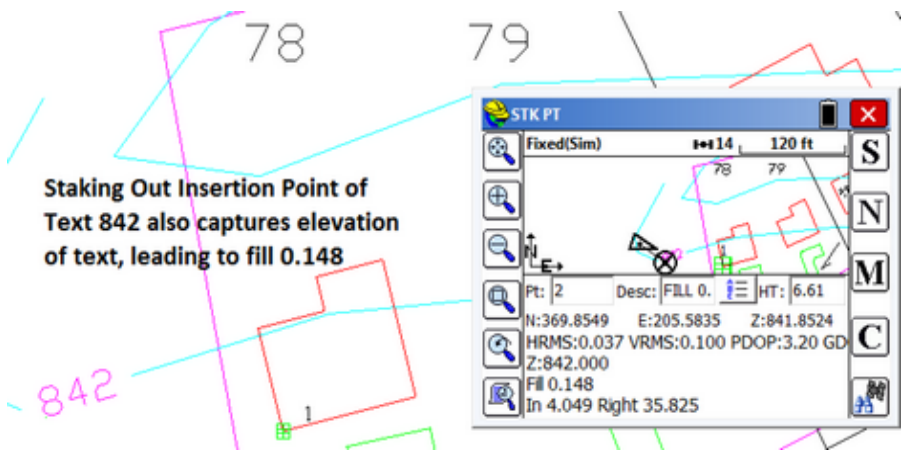 78
79
Staking Out Insertion Point of
Text 842 also captures elevation
of text, leading to fill 0.148
842
1
STK PT
Fixed(Sim) 14 120 ft
78 79
1
N
E
Pt: 2 Desc: FILL 0. HT: 6.61
N:369.8549 E:205.5835 Z:841.8524
HRMS:0.037 VRMS:0.100 PDOP:3.20 GD
Z:842.000
Fill 0.148
In 4.049 Right 35.825
S
N
M
C